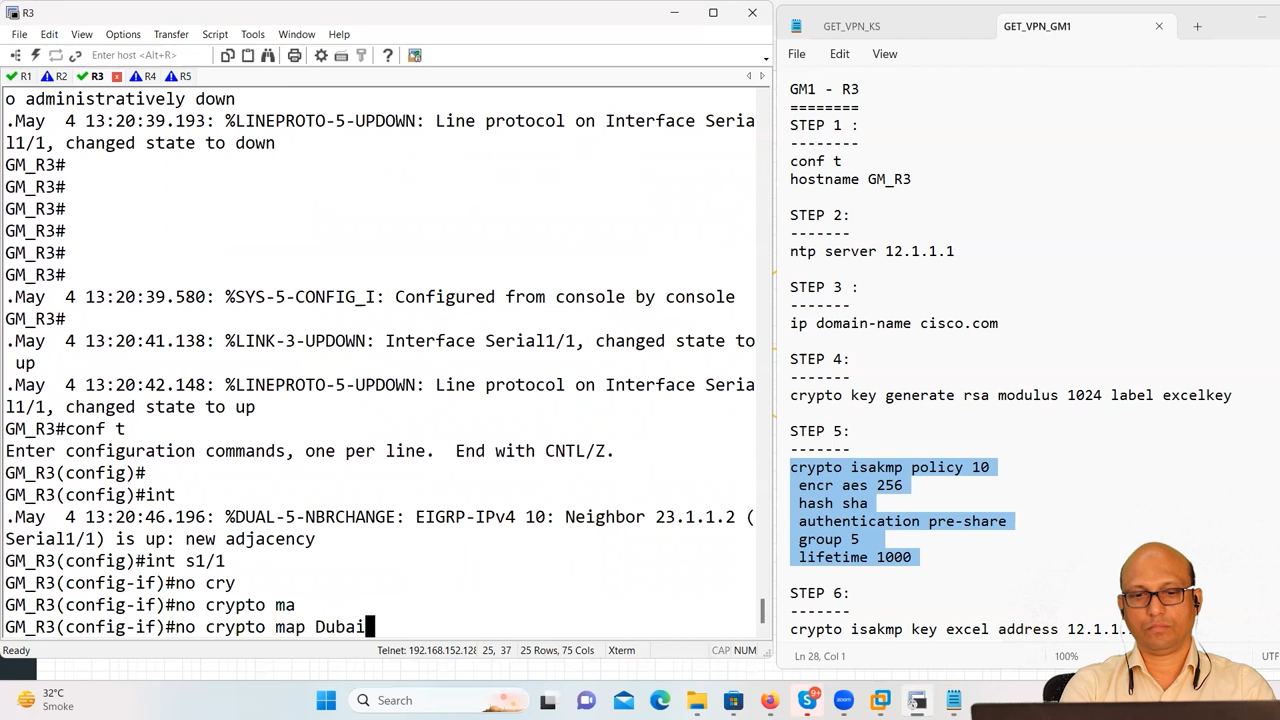 R3
File Edit View Options Transfer Script Tools Window Help
Enter host <Alt+R>
R1 R2 R3 R4 R5
o administratively down
.May  4 13:20:39.193: %LINEPROTO-5-UPDOWN: Line protocol on Interface Seria
l1/1, changed state to down
GM_R3#
GM_R3#
GM_R3#
GM_R3#
GM_R3#
GM_R3#
.May  4 13:20:39.580: %SYS-5-CONFIG_I: Configured from console by console
GM_R3#
.May  4 13:20:41.138: %LINK-3-UPDOWN: Interface Serial1/1, changed state to
 up
.May  4 13:20:42.148: %LINEPROTO-5-UPDOWN: Line protocol on Interface Seria
l1/1, changed state to up
GM_R3#conf t
Enter configuration commands, one per line.  End with CNTL/Z.
GM_R3(config)#
GM_R3(config)#int
.May  4 13:20:46.196: %DUAL-5-NBRCHANGE: EIGRP-IPv4 10: Neighbor 23.1.1.2 (
Serial1/1) is up: new adjacency
GM_R3(config)#int s1/1
GM_R3(config-if)#no cry
GM_R3(config-if)#no crypto ma
GM_R3(config-if)#no crypto map Dubai
Ready Telnet: 192.168.152.128 25, 37 25 Rows, 75 Cols Xterm CAP NUM
GET_VPN_KS GET_VPN_GM1
File Edit View
GM1 - R3
========
STEP 1 :
--------
conf t
hostname GM_R3
STEP 2:
-------
ntp server 12.1.1.1
STEP 3 :
-------
ip domain-name cisco.com
STEP 4:
-------
crypto key generate rsa modulus 1024 label excelkey
STEP 5:
-------
crypto isakmp policy 10
 encr aes 256
 hash sha
 authentication pre-share
 group 5
 lifetime 1000
STEP 6:
-------
crypto isakmp key excel address 12.1.1.
Ln 28, Col 1 100% UTF
32°C
Smoke
Search
9+
zoom